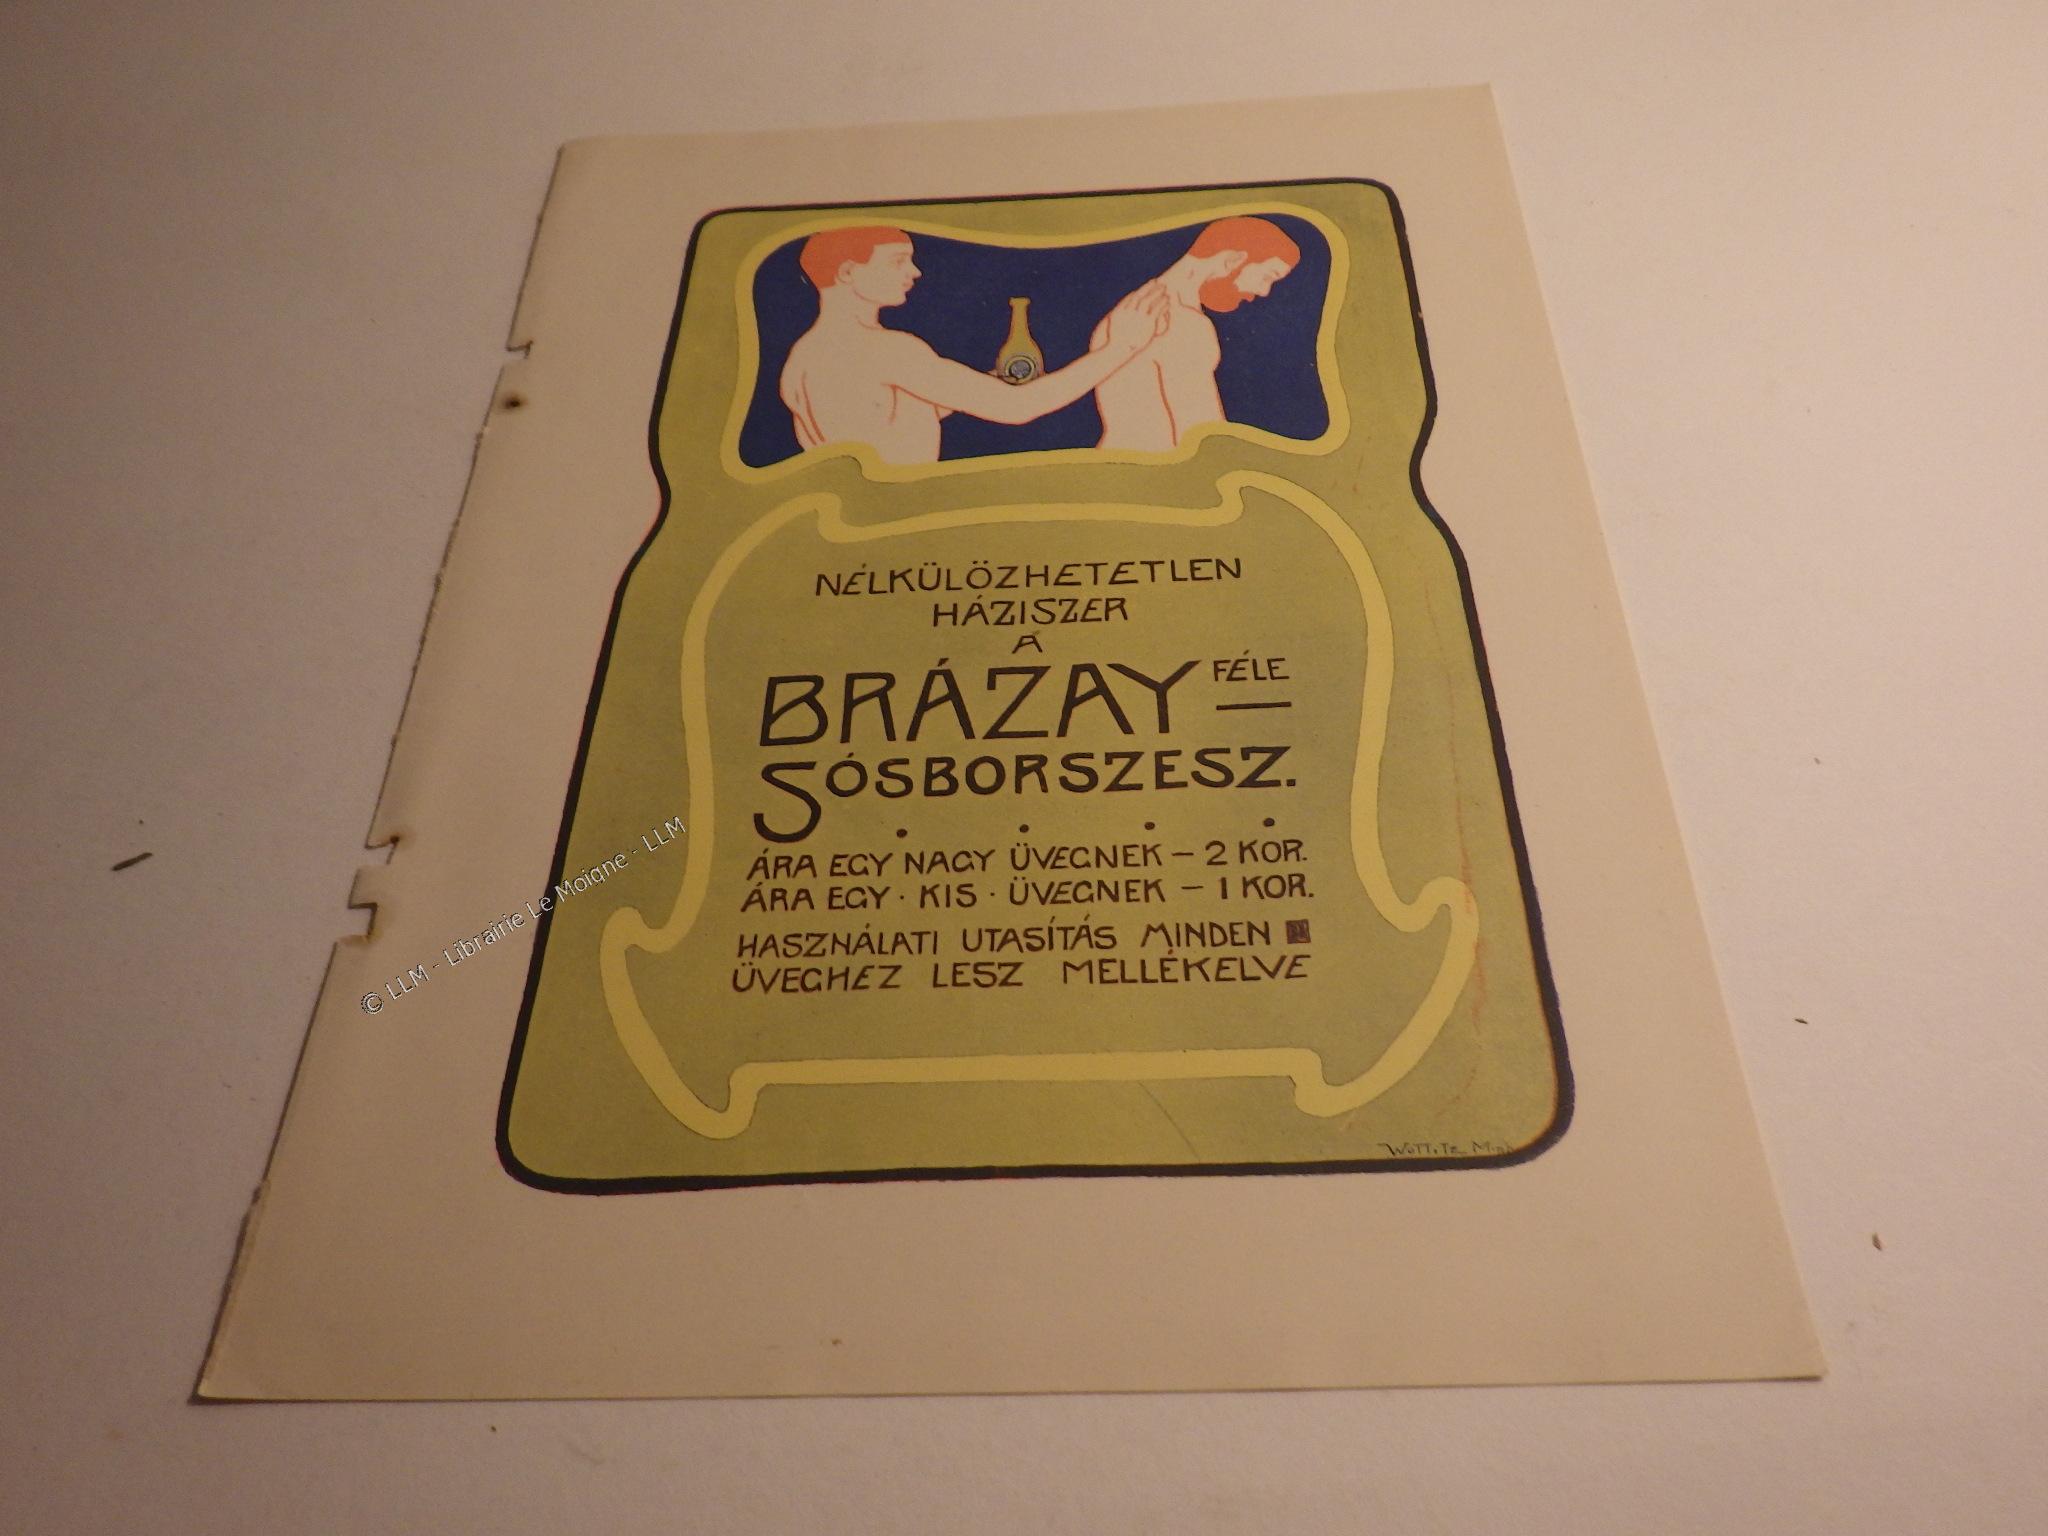 NÉLKÜLÖZHETETLEN
HÁZISZER
A
BRÁZAY FÉLE
SÓSBORSZESZ.
ÁRA EGY NAGY ÜVEGNEK – 2 KOR.
ÁRA EGY · KIS · ÜVEGNEK – 1 KOR.
HASZNÁLATI UTASÍTÁS MINDEN
ÜVEGHEZ LESZ MELLÉKELVE
© LLM - Librairie Le Moigne - LLM